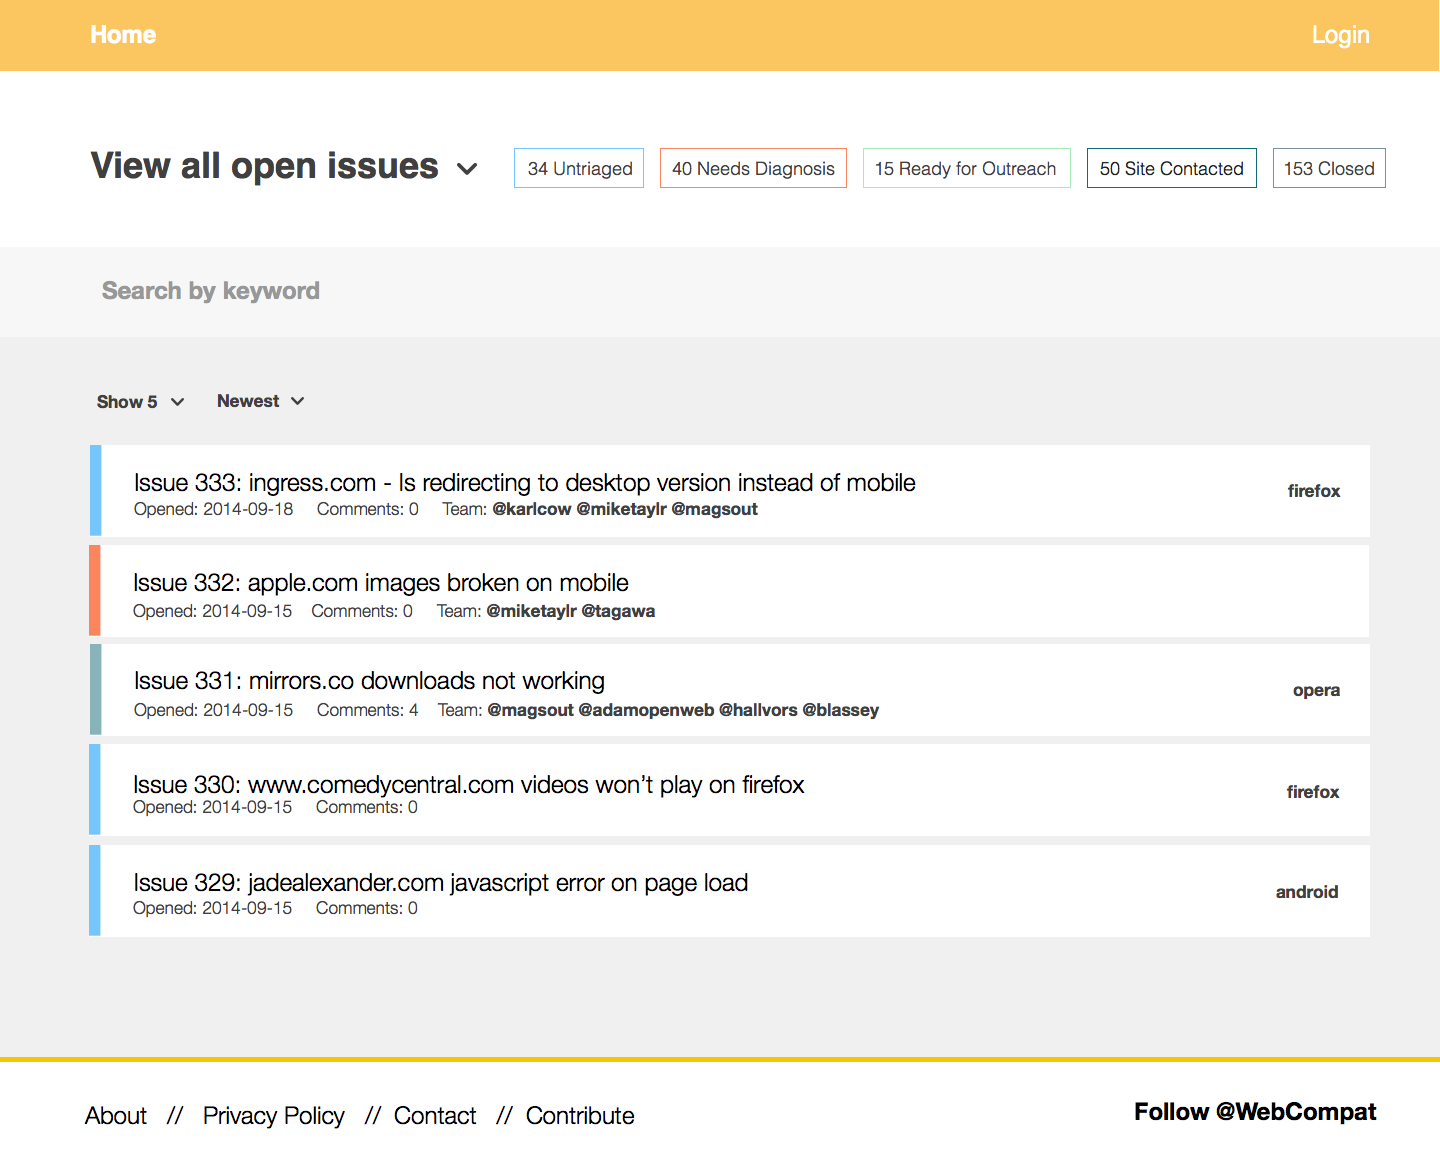 Home Login
View all open issues 34 Untriaged 40 Needs Diagnosis 15 Ready for Outreach 50 Site Contacted 153 Closed
Search by keyword
Show 5 Newest
Issue 333: ingress.com - Is redirecting to desktop version instead of mobile
firefox
Opened: 2014-09-18 Comments: 0 Team: @karlcow @miketaylr @magsout
Issue 332: apple.com images broken on mobile
Opened: 2014-09-15 Comments: 0 Team: @miketaylr @tagawa
Issue 331: mirrors.co downloads not working
opera
Opened: 2014-09-15 Comments: 4 Team: @magsout @adamopenweb @hallvors @blassey
Issue 330: www.comedycentral.com videos won’t play on firefox
firefox
Opened: 2014-09-15 Comments: 0
Issue 329: jadealexander.com javascript error on page load
android
Opened: 2014-09-15 Comments: 0
About // Privacy Policy // Contact // Contribute Follow @WebCompat